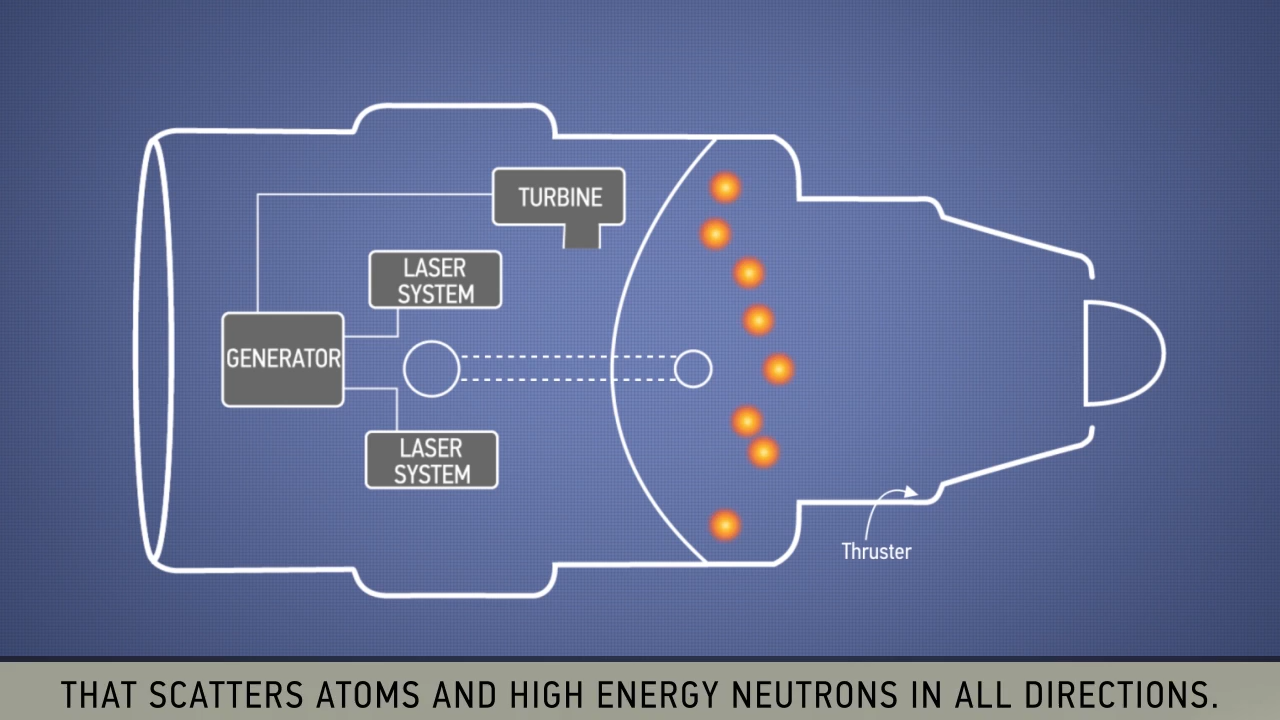 TURBINE
LASER
SYSTEM
GENERATOR
LASER
SYSTEM
Thruster
THAT SCATTERS ATOMS AND HIGH ENERGY NEUTRONS IN ALL DIRECTIONS.